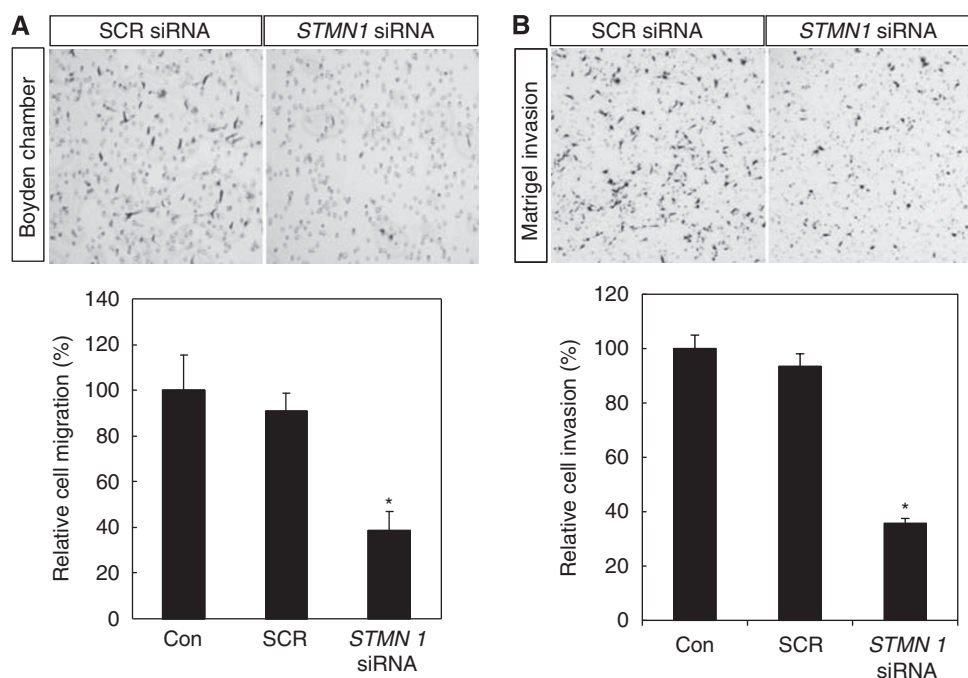 A
SCR siRNA
STMN1 siRNA
Boyden chamber
Relative cell migration (%)
140
120
100
80
60
40
20
0
*
Con
SCR
STMN 1
siRNA
B
SCR siRNA
STMN1 siRNA
Matrigel invasion
Relative cell invasion (%)
120
100
80
60
40
20
0
*
Con
SCR
STMN 1
siRNA